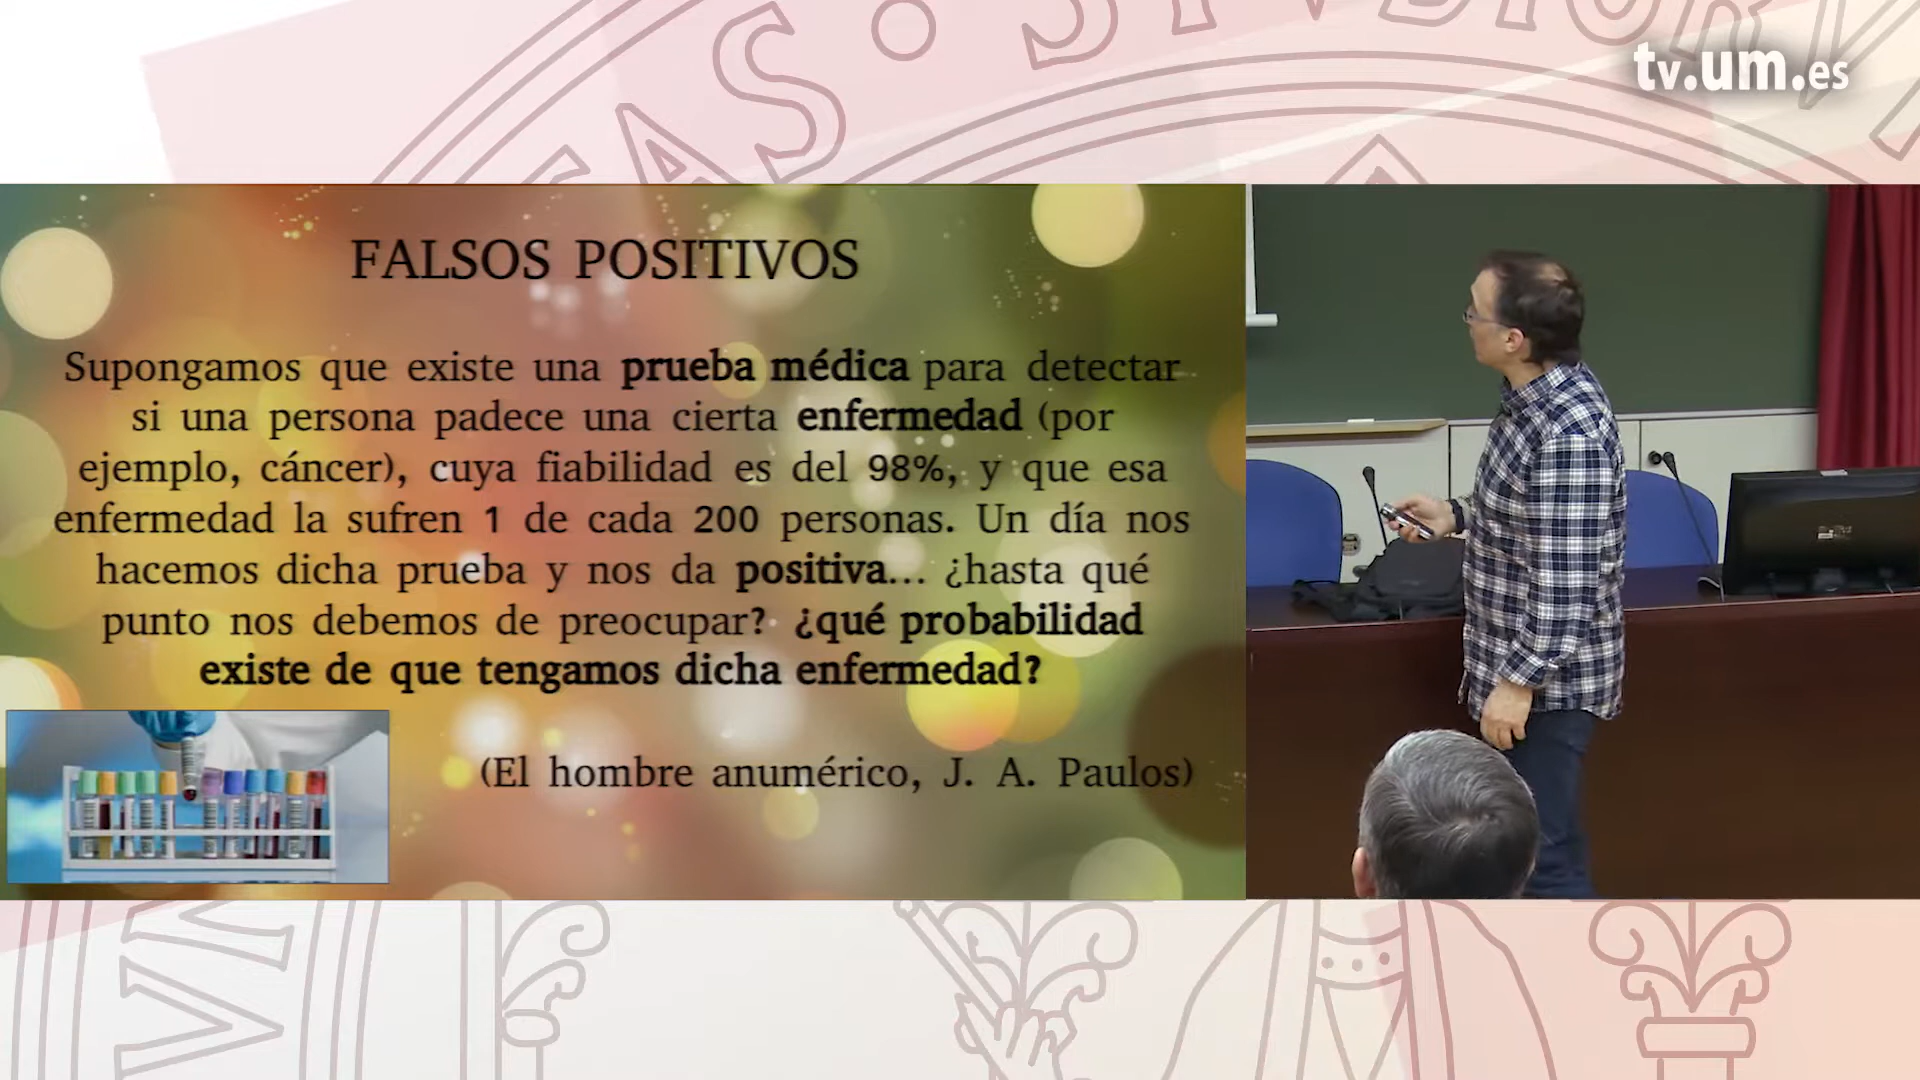 AS · STVDIOR
tv.um.es
FALSOS POSITIVOS
Supongamos que existe una prueba médica para detectar
si una persona padece una cierta enfermedad (por
ejemplo, cáncer), cuya fiabilidad es del 98%, y que esa
enfermedad la sufren 1 de cada 200 personas. Un día nos
hacemos dicha prueba y nos da positiva... ¿hasta qué
punto nos debemos de preocupar? ¿qué probabilidad
existe de que tengamos dicha enfermedad?
(El hombre anumérico, J. A. Paulos)